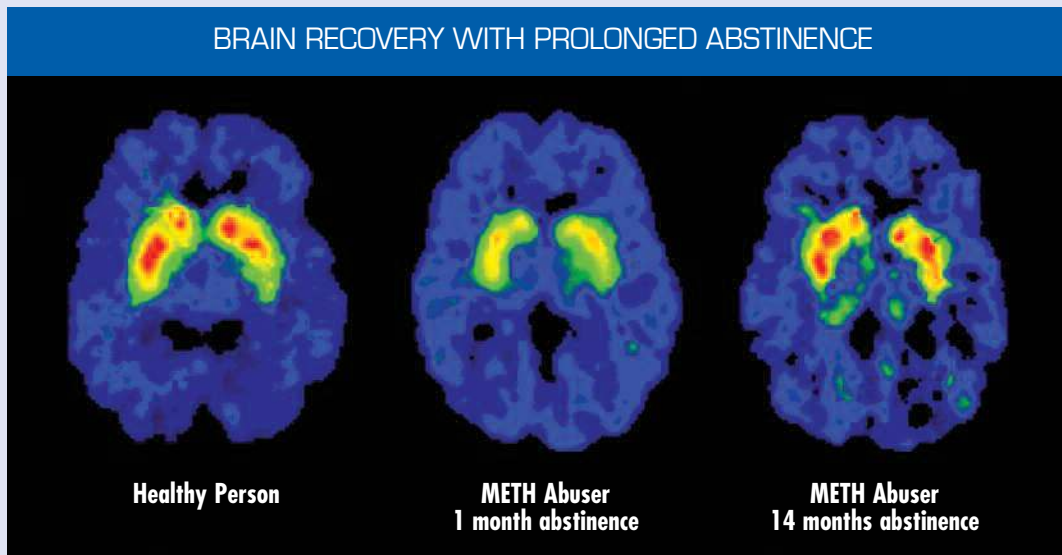 BRAIN RECOVERY WITH PROLONGED ABSTINENCE
Healthy Person
METH Abuser
1 month abstinence
METH Abuser
14 months abstinence